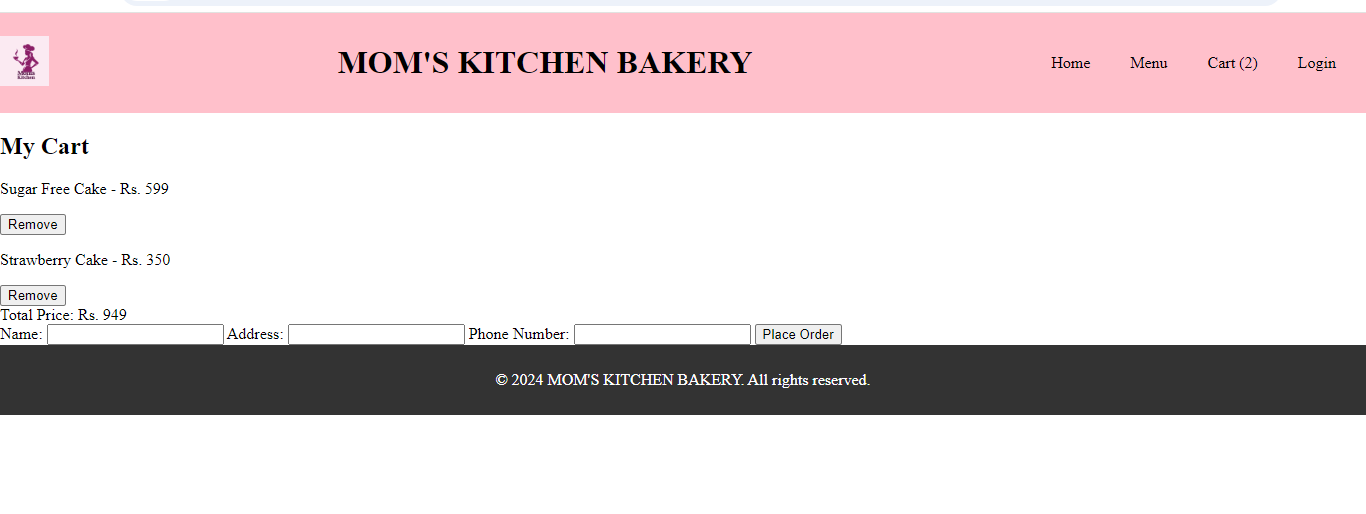 Moms
Kitchen
MOM'S KITCHEN BAKERY
Home Menu Cart (2) Login
My Cart
Sugar Free Cake - Rs. 599
Remove
Strawberry Cake - Rs. 350
Remove
Total Price: Rs. 949
Name: Address: Phone Number: Place Order
© 2024 MOM'S KITCHEN BAKERY. All rights reserved.